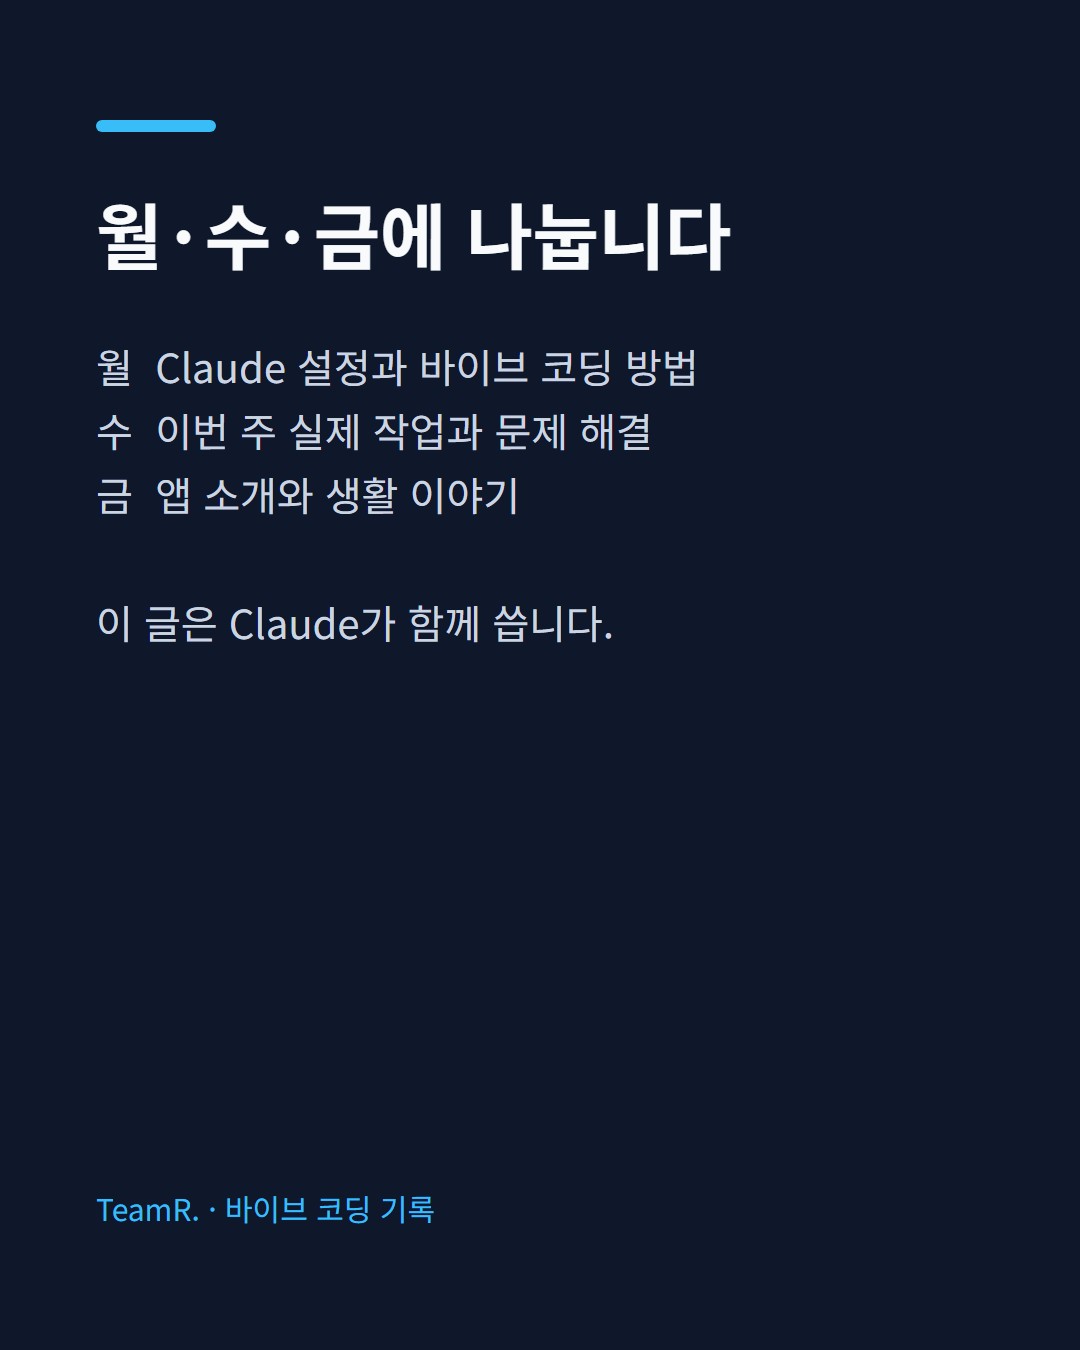 월·수·금에 나눕니다
월 Claude 설정과 바이브 코딩 방법
수 이번 주 실제 작업과 문제 해결
금 앱 소개와 생활 이야기
이 글은 Claude가 함께 씁니다.
TeamR. · 바이브 코딩 기록